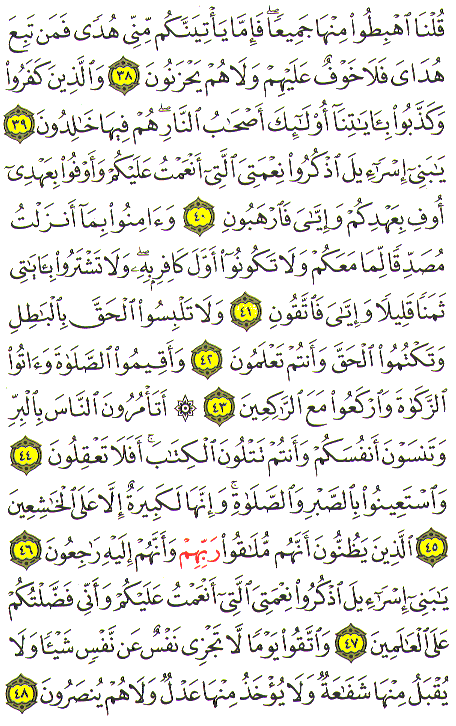 قُلۡنَا ٱهۡبِطُواْ مِنۡهَا جَمِيعٗاۖ فَإِمَّا يَأۡتِيَنَّكُم مِّنِّي هُدٗى فَمَن تَبِعَ
هُدَايَ فَلَا خَوۡفٌ عَلَيۡهِمۡ وَلَا هُمۡ يَحۡزَنُونَ ٣٨ وَٱلَّذِينَ كَفَرُواْ
وَكَذَّبُواْ بِـَٔايَٰتِنَآ أُوْلَٰٓئِكَ أَصۡحَٰبُ ٱلنَّارِۖ هُمۡ فِيهَا خَٰلِدُونَ ٣٩
يَٰبَنِيٓ إِسۡرَٰٓءِيلَ ٱذۡكُرُواْ نِعۡمَتِيَ ٱلَّتِيٓ أَنۡعَمۡتُ عَلَيۡكُمۡ وَأَوۡفُواْ بِعَهۡدِيٓ
أُوفِ بِعَهۡدِكُمۡ وَإِيَّٰيَ فَٱرۡهَبُونِ ٤٠ وَءَامِنُواْ بِمَآ أَنزَلۡتُ
مُصَدِّقٗا لِّمَا مَعَكُمۡ وَلَا تَكُونُوٓاْ أَوَّلَ كَافِرِۭ بِهِۦۖ وَلَا تَشۡتَرُواْ بِـَٔايَٰتِي
ثَمَنٗا قَلِيلٗا وَإِيَّٰيَ فَٱتَّقُونِ ٤١ وَلَا تَلۡبِسُواْ ٱلۡحَقَّ بِٱلۡبَٰطِلِ
وَتَكۡتُمُواْ ٱلۡحَقَّ وَأَنتُمۡ تَعۡلَمُونَ ٤٢ وَأَقِيمُواْ ٱلصَّلَوٰةَ وَءَاتُواْ
ٱلزَّكَوٰةَ وَٱرۡكَعُواْ مَعَ ٱلرَّٰكِعِينَ ٤٣ ۞ أَتَأۡمُرُونَ ٱلنَّاسَ بِٱلۡبِرِّ
وَتَنسَوۡنَ أَنفُسَكُمۡ وَأَنتُمۡ تَتۡلُونَ ٱلۡكِتَٰبَۚ أَفَلَا تَعۡقِلُونَ ٤٤
وَٱسۡتَعِينُواْ بِٱلصَّبۡرِ وَٱلصَّلَوٰةِۚ وَإِنَّهَا لَكَبِيرَةٌ إِلَّا عَلَى ٱلۡخَٰشِعِينَ
٤٥ ٱلَّذِينَ يَظُنُّونَ أَنَّهُم مُّلَٰقُواْ رَبِّهِمۡ وَأَنَّهُمۡ إِلَيۡهِ رَٰجِعُونَ ٤٦
يَٰبَنِيٓ إِسۡرَٰٓءِيلَ ٱذۡكُرُواْ نِعۡمَتِيَ ٱلَّتِيٓ أَنۡعَمۡتُ عَلَيۡكُمۡ وَأَنِّي فَضَّلۡتُكُمۡ
عَلَى ٱلۡعَٰلَمِينَ ٤٧ وَٱتَّقُواْ يَوۡمٗا لَّا تَجۡزِي نَفۡسٌ عَن نَّفۡسٖ شَيۡـٔٗا وَلَا
يُقۡبَلُ مِنۡهَا شَفَٰعَةٞ وَلَا يُؤۡخَذُ مِنۡهَا عَدۡلٞ وَلَا هُمۡ يُنصَرُونَ ٤٨